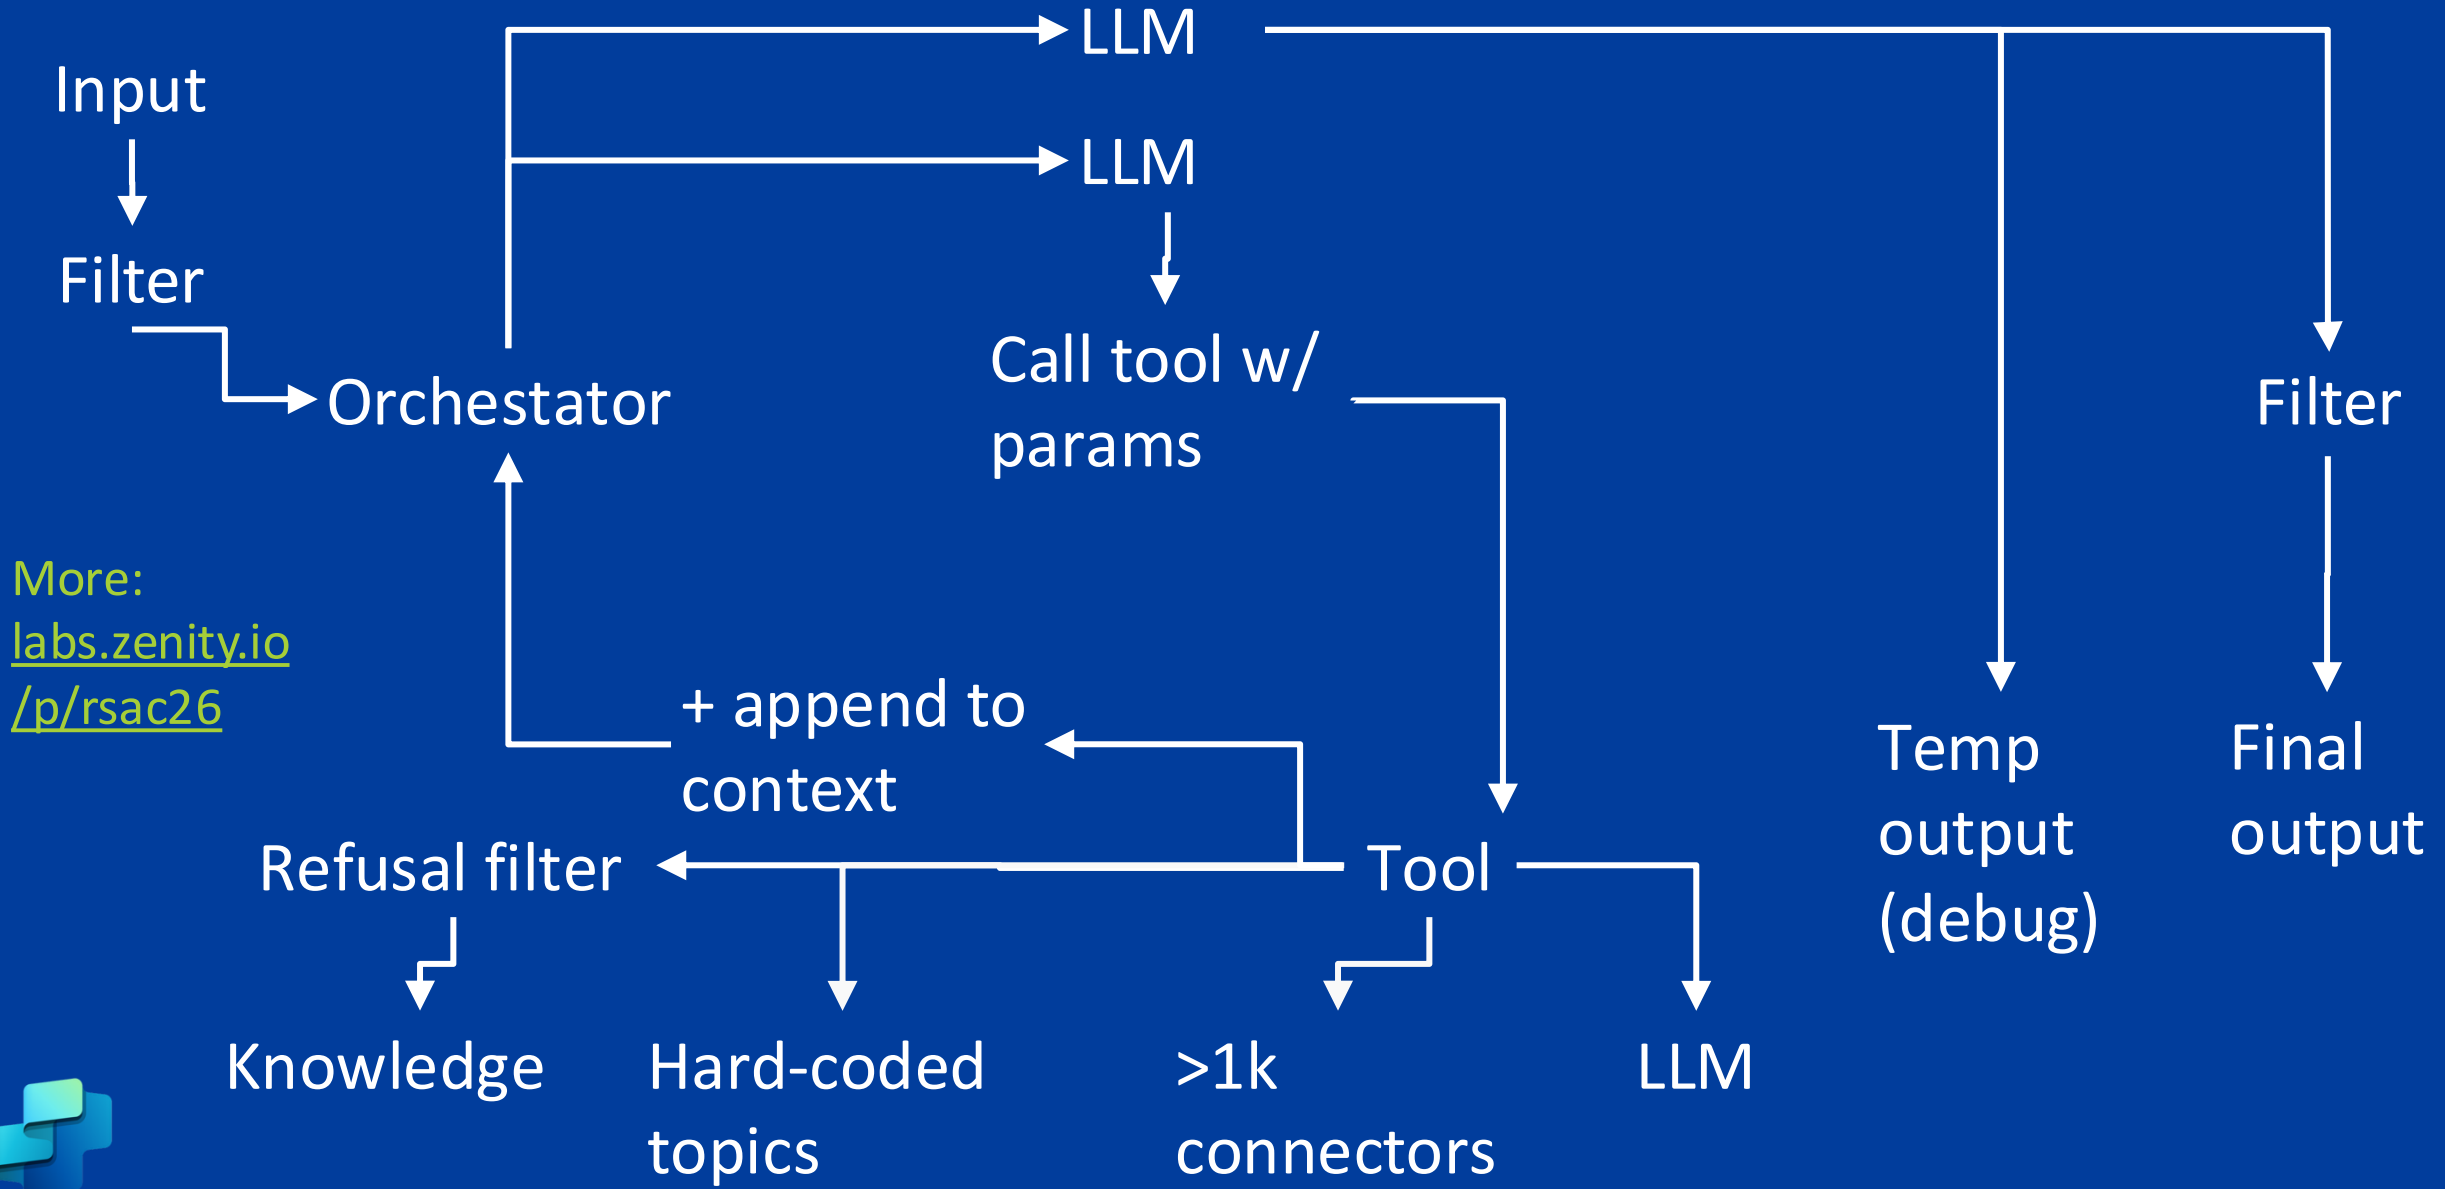 LLM
Input
LLM
Filter
Call tool w/
params
Orchestator
Filter
More:
labs.zenity.io
/p/rsac26
+ append to
context
Temp
output
(debug)
Final
output
Refusal filter
Tool
Knowledge
Hard-coded
topics
>1k
connectors
LLM